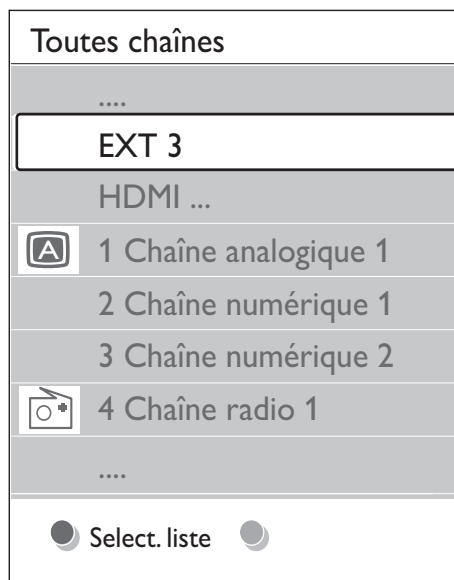 Toutes chaînes
....
EXT 3
HDMI ...
A 1 Chaîne analogique 1
2 Chaîne numérique 1
3 Chaîne numérique 2
4 Chaîne radio 1
....
Select. liste